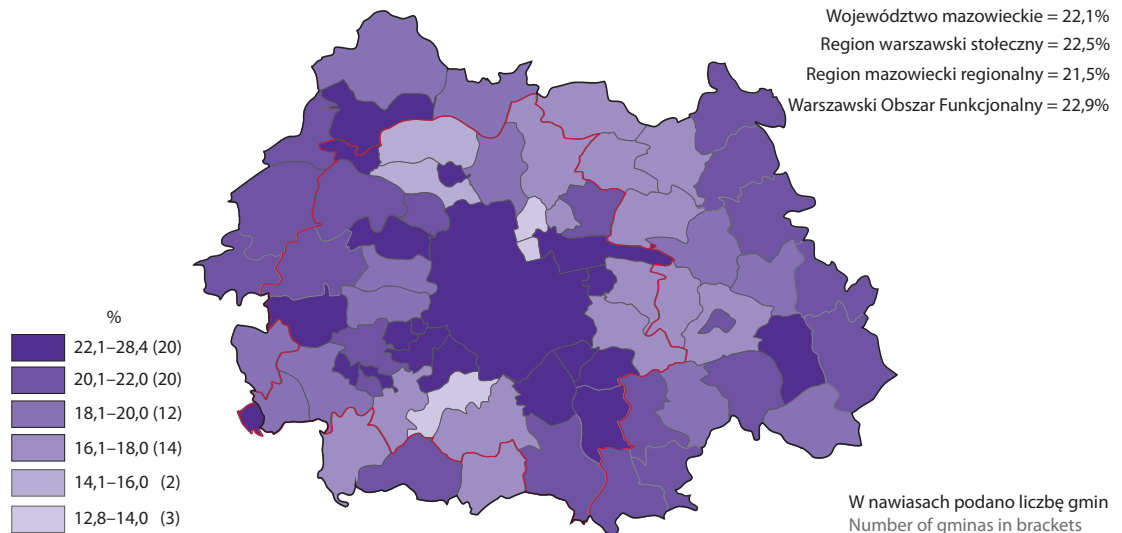 Województwo mazowieckie = 22,1%
Region warszawski stołeczny = 22,5%
Region mazowiecki regionalny = 21,5%
Warszawski Obszar Funkcjonalny = 22,9%
%
22,1–28,4 (20)
20,1–22,0 (20)
18,1–20,0 (12)
16,1–18,0 (14)
14,1–16,0 (2)
12,8–14,0 (3)
W nawiasach podano liczbę gmin
Number of gminas in brackets